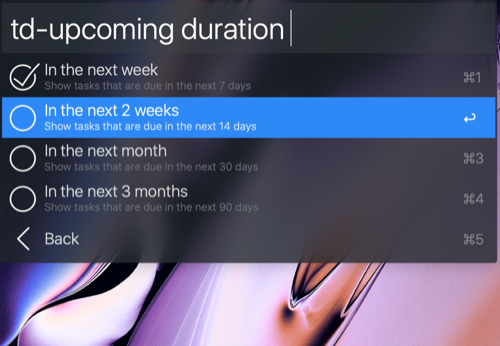 td-upcoming duration
In the next week
Show tasks that are due in the next 7 days
⌘1
In the next 2 weeks
Show tasks that are due in the next 14 days
↩
In the next month
Show tasks that are due in the next 30 days
⌘3
In the next 3 months
Show tasks that are due in the next 90 days
⌘4
Back
⌘5